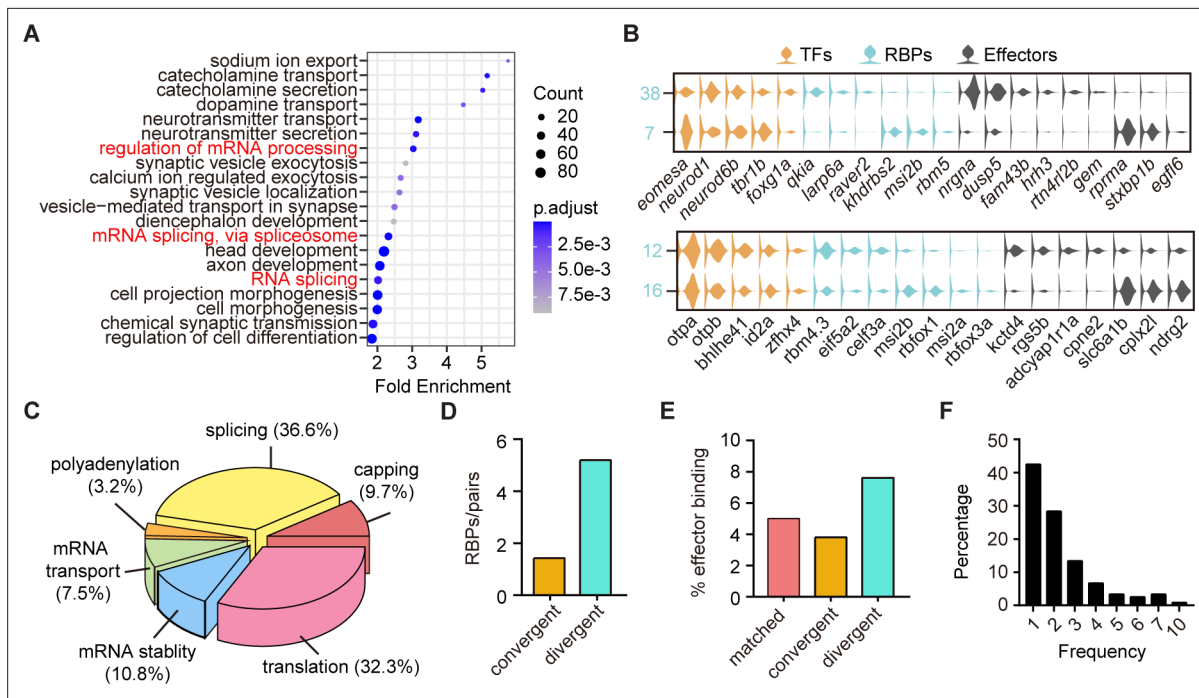 A
sodium ion export
catecholamine transport
catecholamine secretion
dopamine transport
neurotransmitter transport
neurotransmitter secretion
regulation of mRNA processing
synaptic vesicle exocytosis
calcium ion regulated exocytosis
synaptic vesicle localization
vesicle−mediated transport in synapse
diencephalon development
mRNA splicing, via spliceosome
head development
axon development
RNA splicing
cell projection morphogenesis
cell morphogenesis
chemical synaptic transmission
regulation of cell differentiation
2 3 4 5
Fold Enrichment
Count
20
40
60
80
p.adjust
2.5e-3
5.0e-3
7.5e-3
B
TFs RBPs Effectors
38
7
eomesa neurod1 neurod6b tbr1b foxg1a qkia larp6a raver2 khdrbs2 msi2b rbm5 nrgna dusp5 fam43b hrh3 rth4rl2b gem rprma stxbp1b egfl6
12
16
otpa otpb bhlhe41 id2a zfhx4 rbm4.3 eif5a2 celf3a msi2b rbfox1 msi2a rbfox3a kctd4 rgs5b adcyap1r1a cpne2 slc6a1b cplx2l ndrg2
C
splicing (36.6%)
polyadenylation
(3.2%)
capping
(9.7%)
mRNA
transport
(7.5%)
mRNA stablity
(10.8%)
translation (32.3%)
D
RBPs/pairs
6
4
2
0
convergent divergent
E
% effector binding
10
8
6
4
2
0
matched convergent divergent
F
Percentage
50
40
30
20
10
0
1 2 3 4 5 6 7 10
Frequency